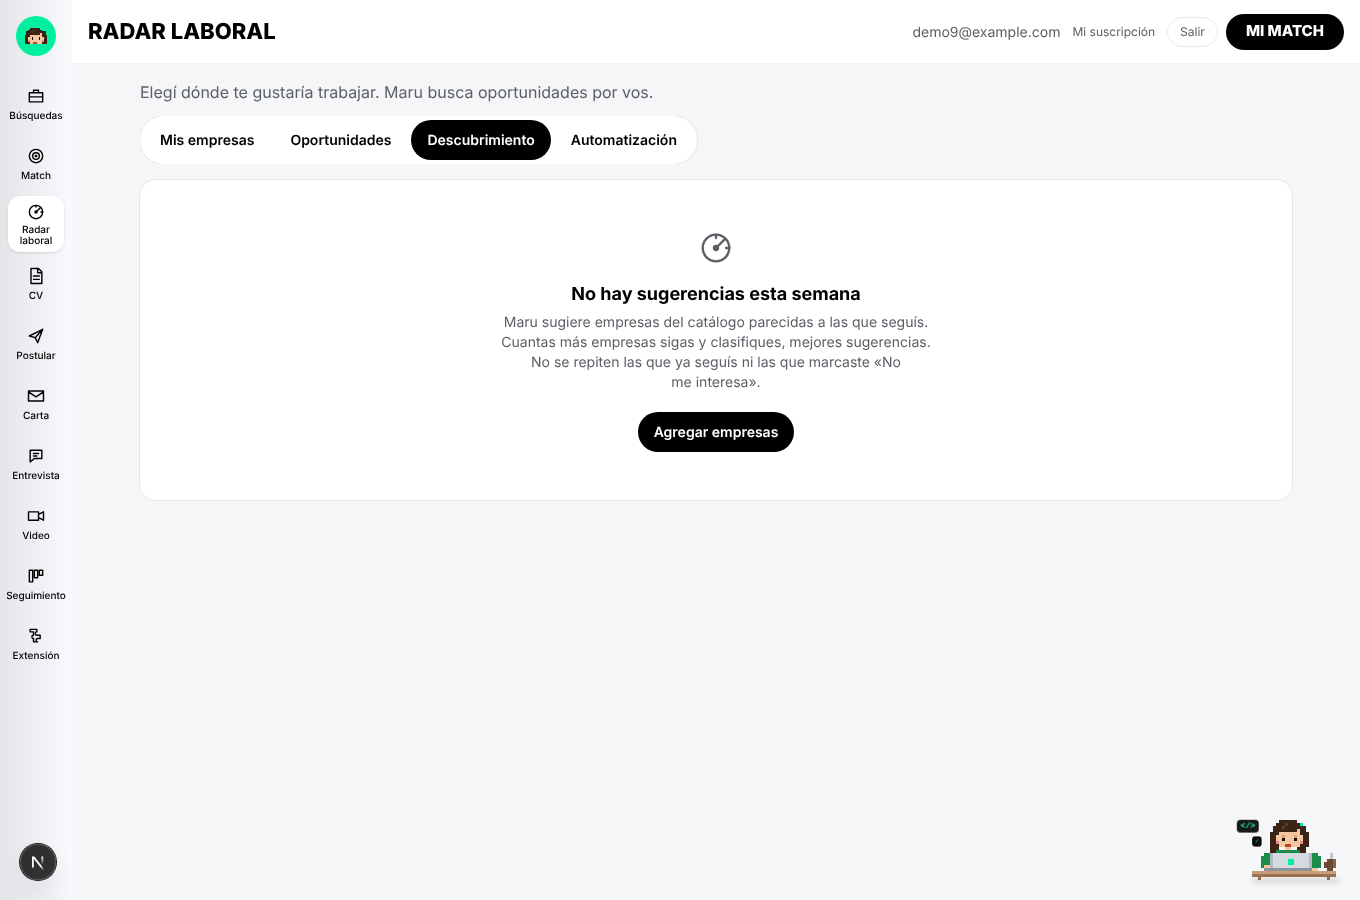 RADAR LABORAL
demo9@example.com
Mi suscripción
Salir
MI MATCH
Búsquedas
Match
Radar
laboral
CV
Postular
Carta
Entrevista
Video
Seguimiento
Extensión
N
Elegí dónde te gustaría trabajar. Maru busca oportunidades por vos.
Mis empresas
Oportunidades
Descubrimiento
Automatización
No hay sugerencias esta semana
Maru sugiere empresas del catálogo parecidas a las que seguís.
Cuantas más empresas sigas y clasifiques, mejores sugerencias.
No se repiten las que ya seguís ni las que marcaste «No
me interesa».
Agregar empresas
</>